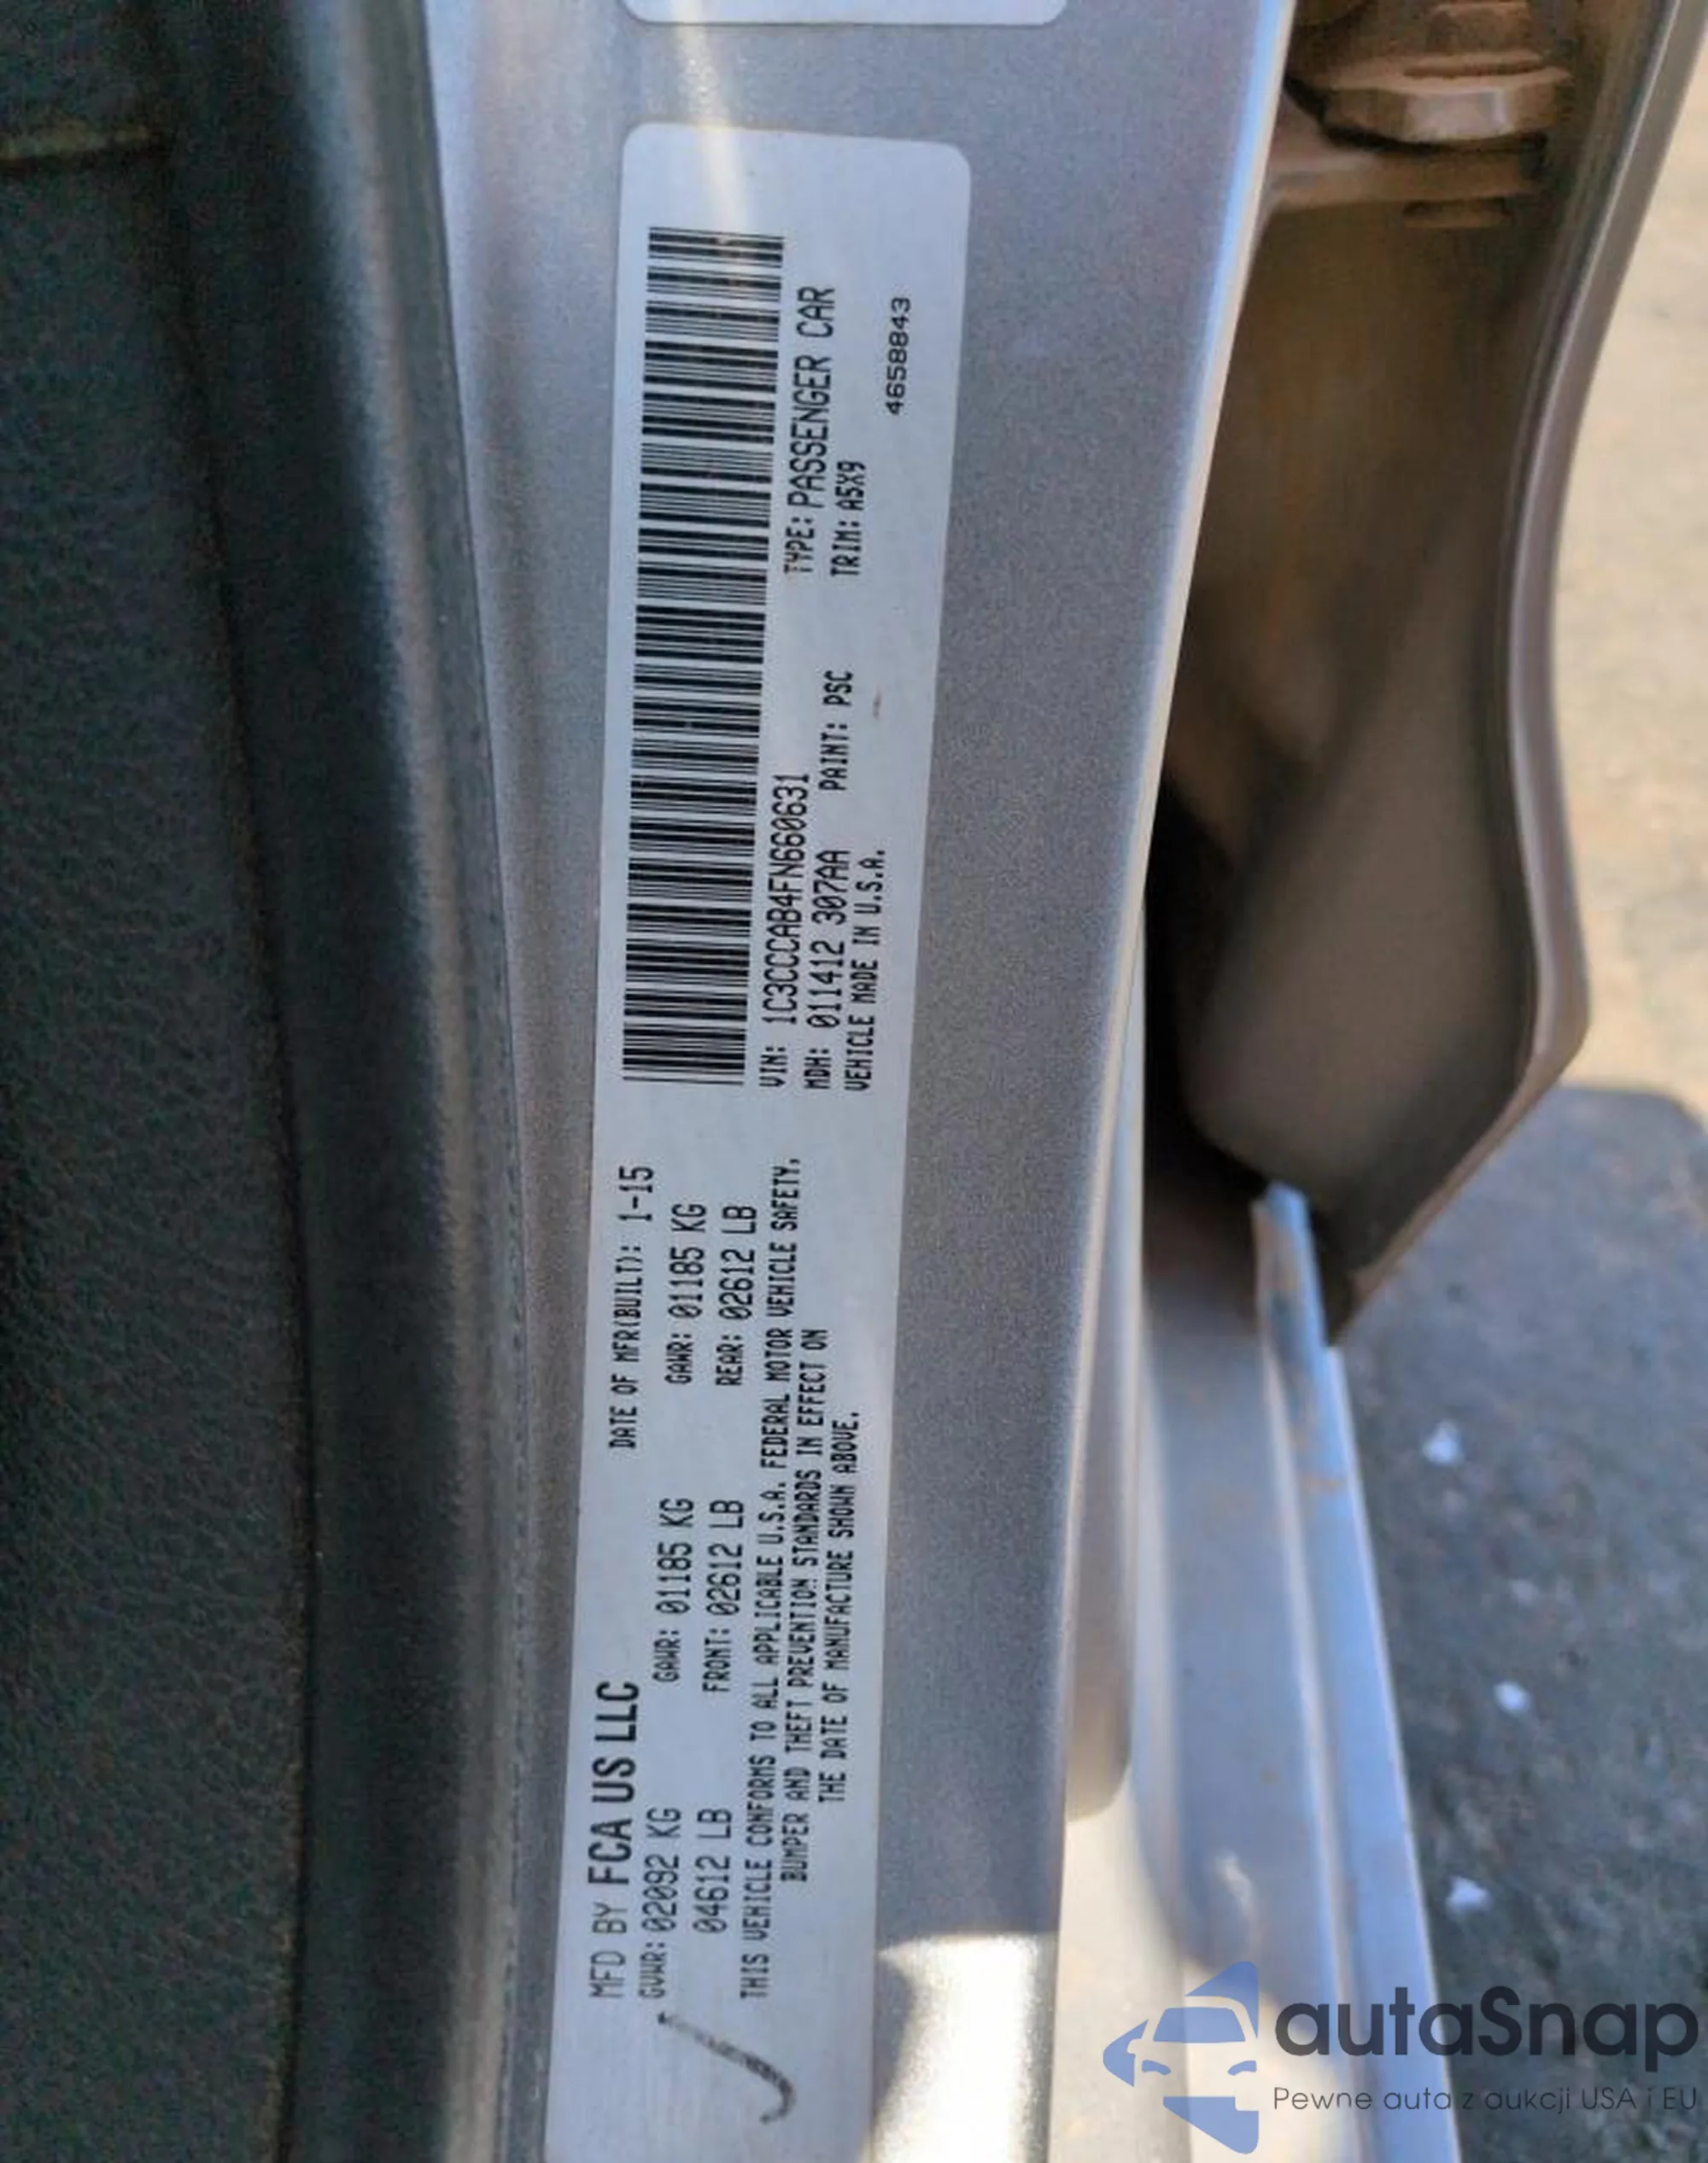 MFD BY FCA US LLC
DATE OF MFR(BUILT): 1-15
GVWR: 02092 KG
GAWR: 01185 KG
GAWR: 01185 KG
04612 LB
FRONT: 02612 LB
REAR: 02612 LB
THIS VEHICLE CONFORMS TO ALL APPLICABLE U.S.A. FEDERAL MOTOR VEHICLE SAFETY,
BUMPER AND THEFT PREVENTION STANDARDS IN EFFECT ON
THE DATE OF MANUFACTURE SHOWN ABOVE.
VIN: 1C3CCCAB4FN660631
TYPE: PASSENGER CAR
MDH: 011412 307AA
PAINT: PSC
TRIM: A5X9
VEHICLE MADE IN U.S.A.
4658843
autaSnap
Pewne auta z aukcji USA i EU